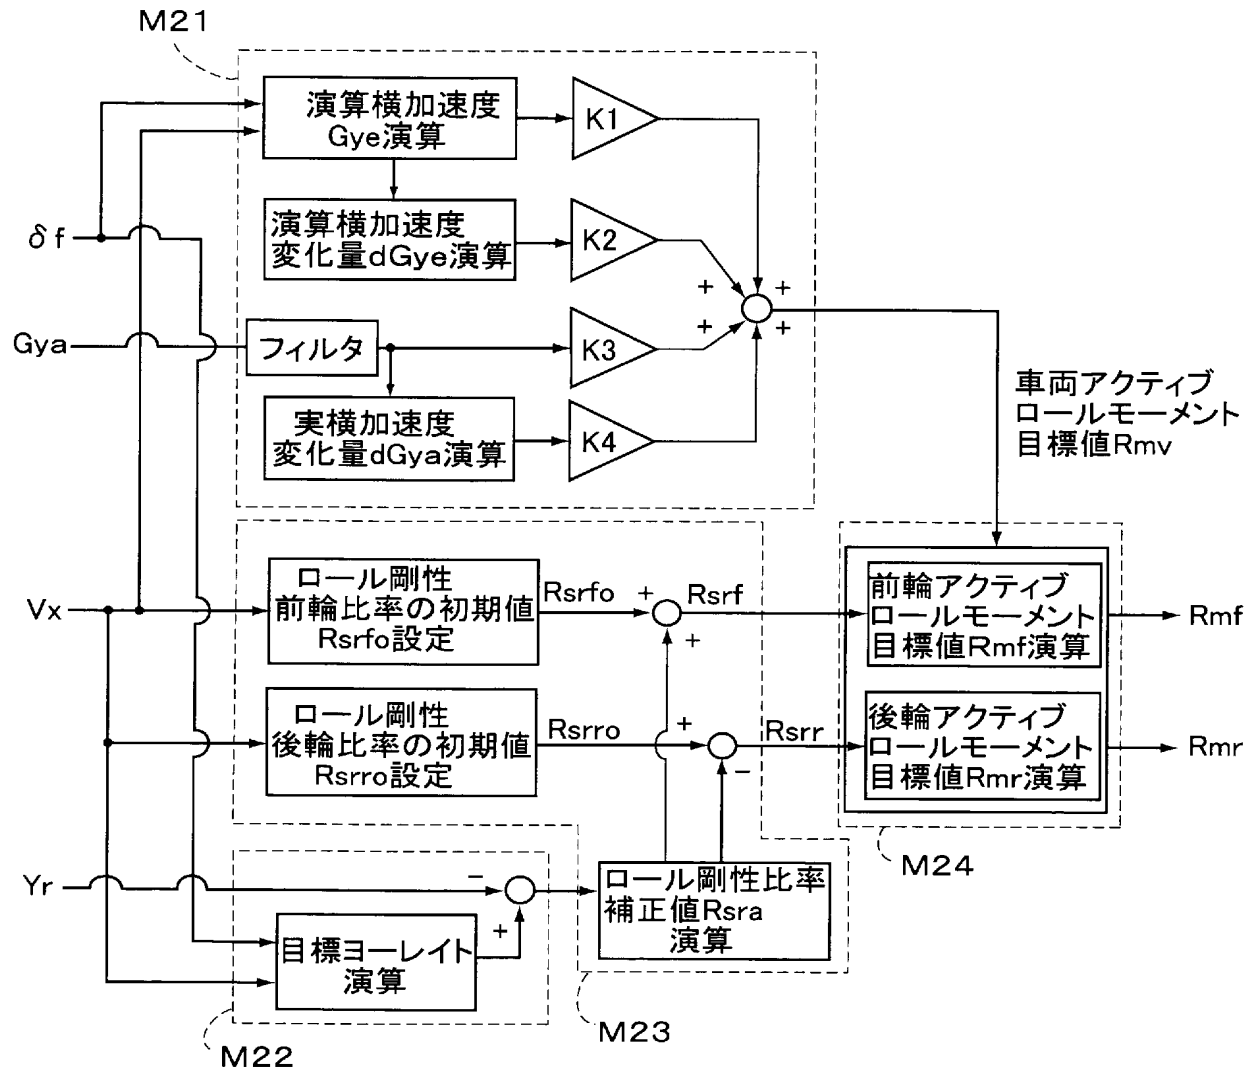 M21
演算横加速度
Gye演算
K1
δf
演算横加速度
変化量dGye演算
K2
+
+
+
+
Gya
フィルタ
K3
実横加速度
変化量dGya演算
K4
車両アクティブ
ロールモーメント
目標値Rmv
Vx
ロール剛性
前輪比率の初期値
Rsrfo設定
Rsrfo
+
+
Rsrf
前輪アクティブ
ロールモーメント
目標値Rmf演算
Rmf
ロール剛性
後輪比率の初期値
Rsrro設定
Rsrro
+
−
Rsrr
後輪アクティブ
ロールモーメント
目標値Rmr演算
Rmr
M24
Yr
−
+
目標ヨーレイト
演算
ロール剛性比率
補正値Rsra
演算
M23
M22